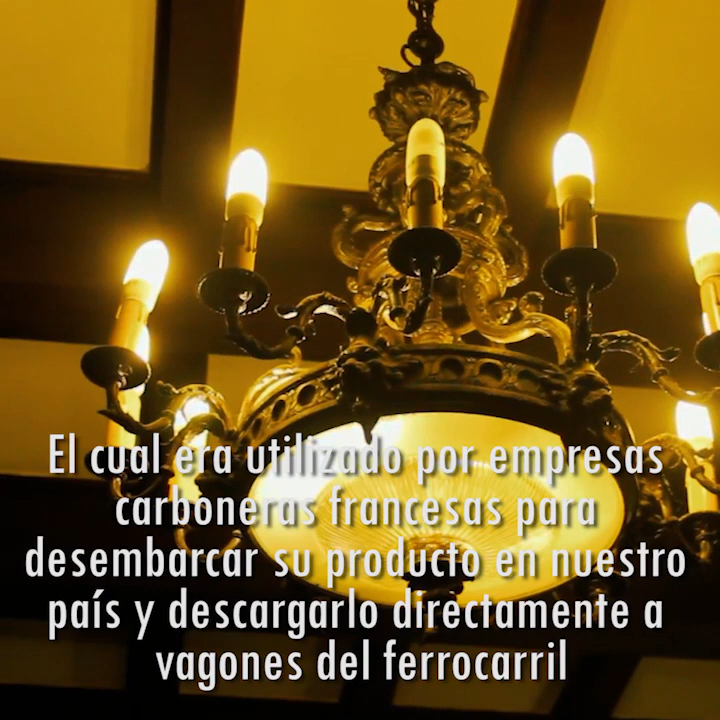 El cual era utilizado por empresas
carboneras francesas para
desembarcar su producto en nuestro
país y descargarlo directamente a
vagones del ferrocarril